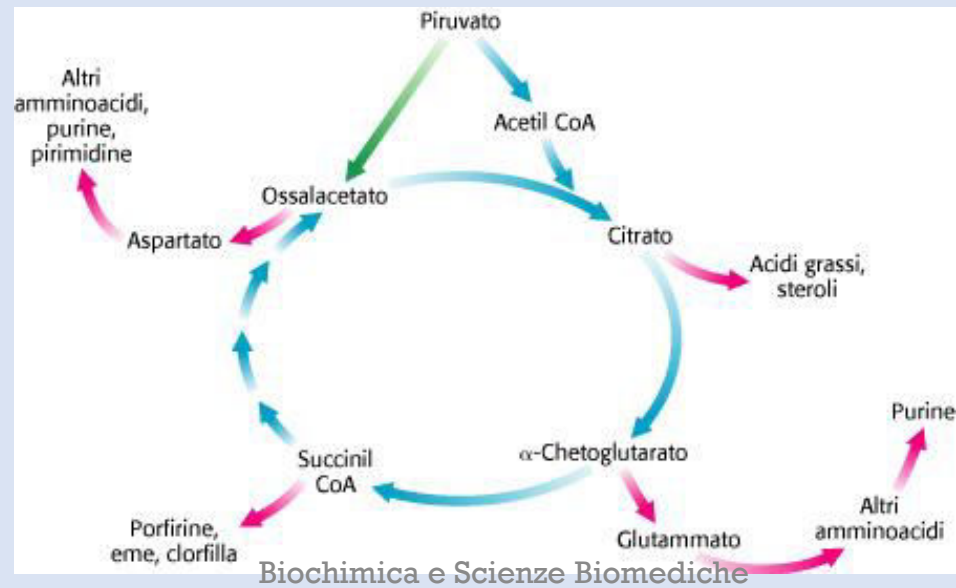 Piruvato
Altri
amminoacidi,
purine,
pirimidine
Acetil CoA
Ossalacetato
Aspartato
Citrato
Acidi grassi,
steroli
Purine
Succinil
CoA
α-Chetoglutarato
Altri
amminoacidi
Porfirine,
eme, clorfilla
Glutammato
Biochimica e Scienze Biomediche